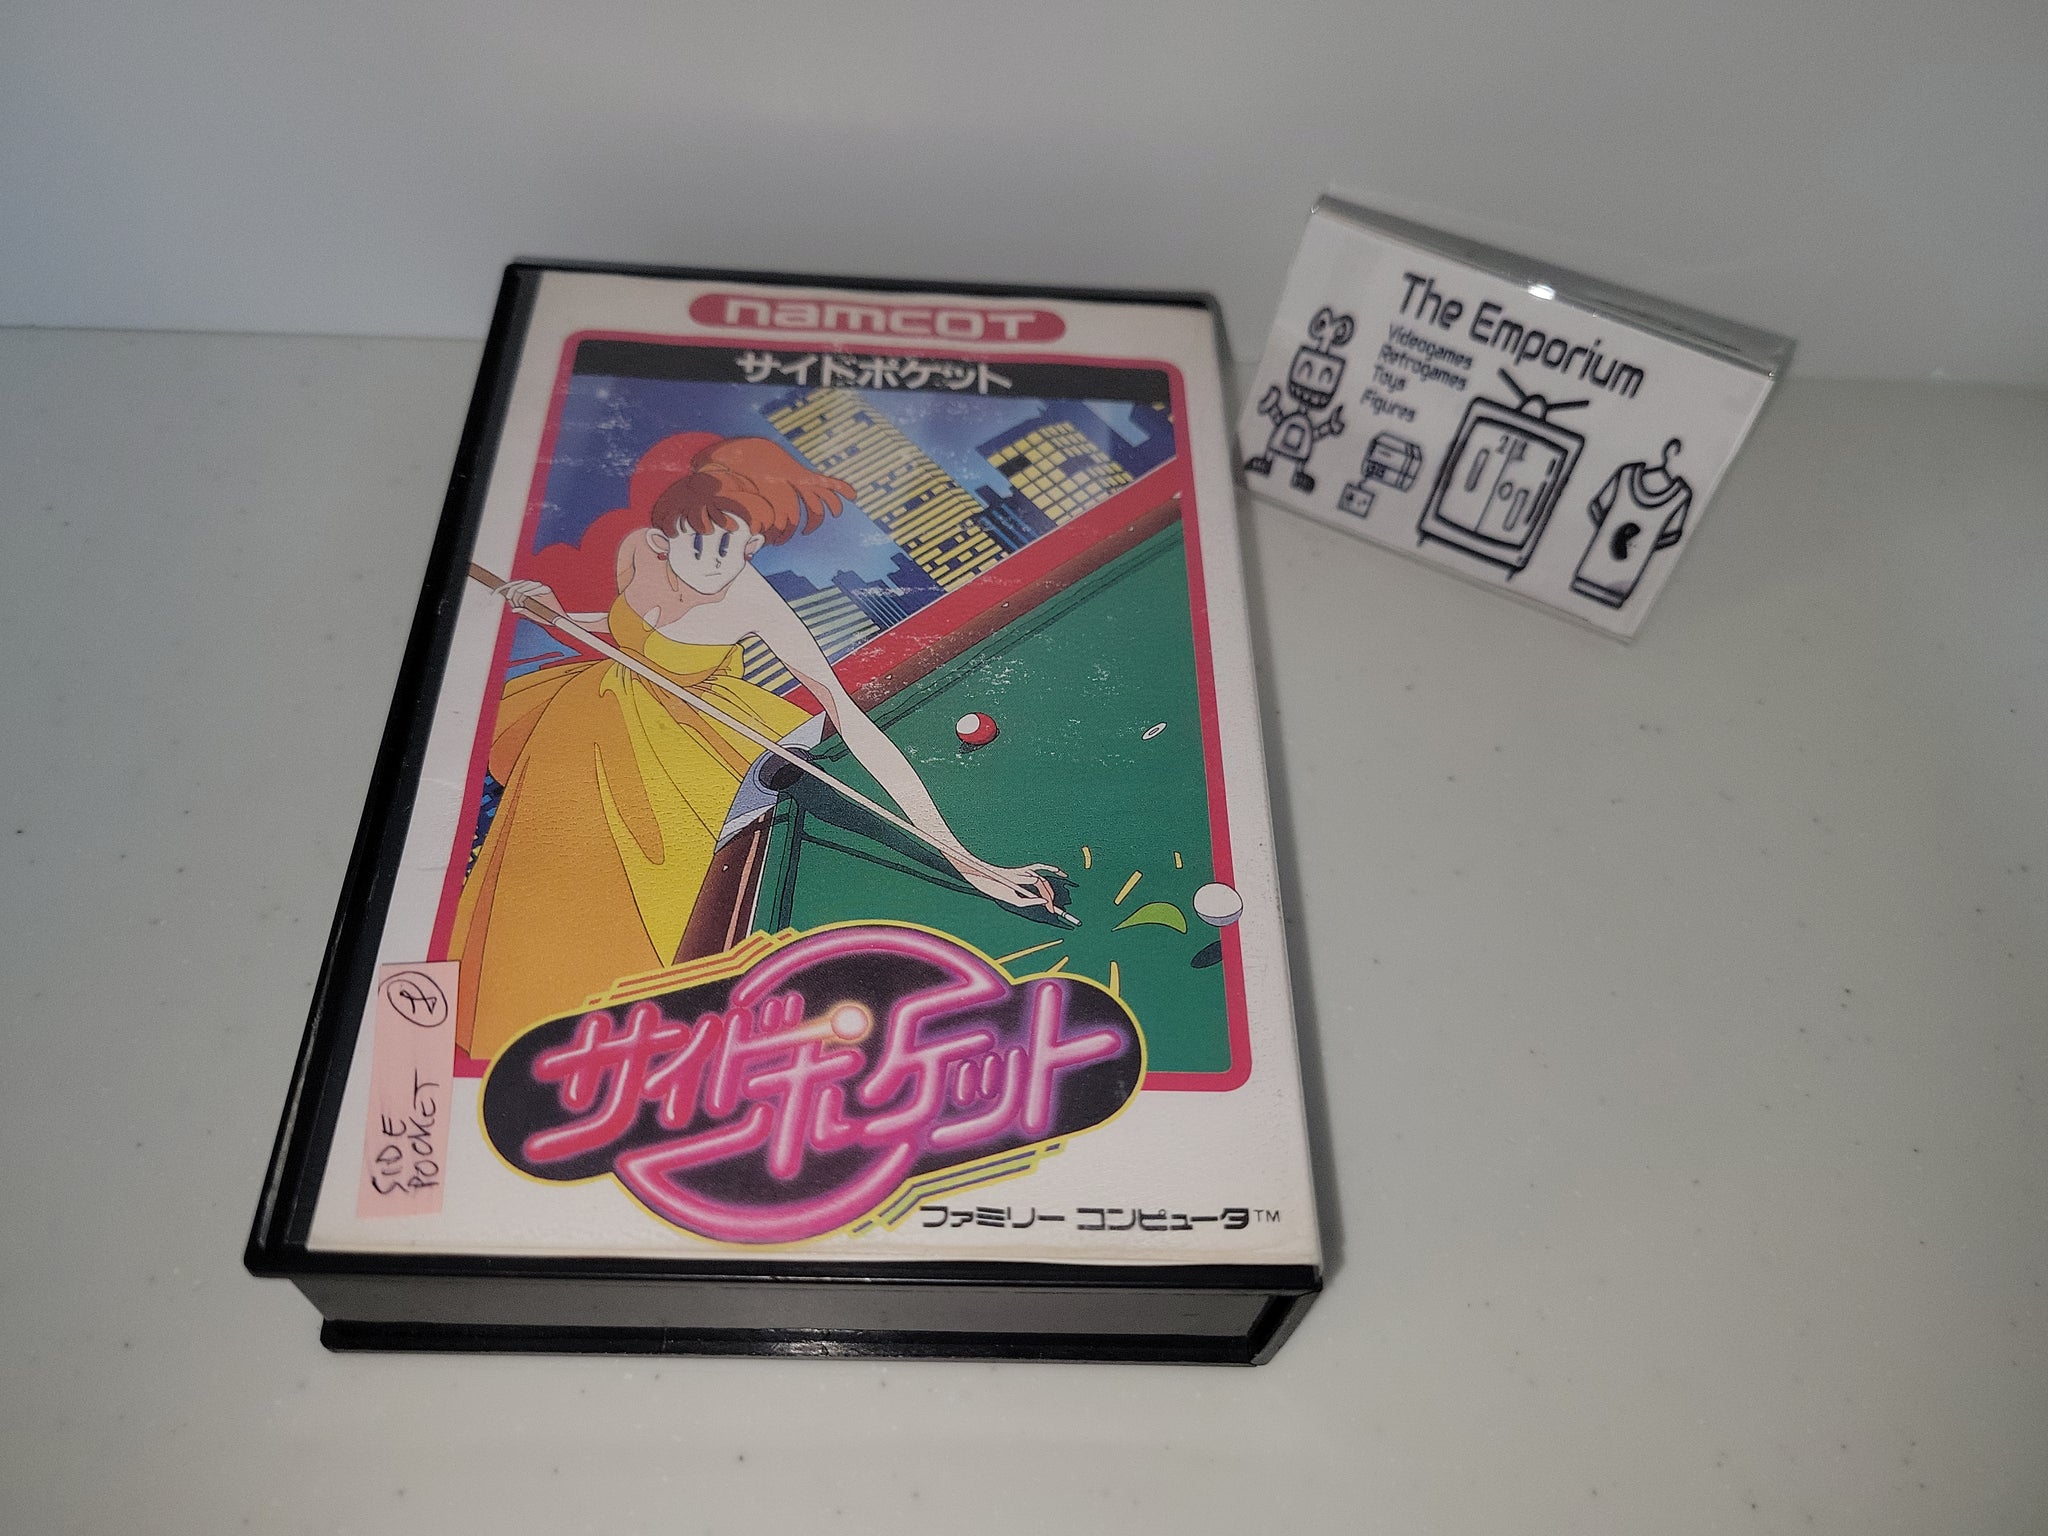 namcot
サイドポケット
サイドポケット
ファミリー コンピュータ™
SIDE
POCKET
The Emporium
Videogames
Retrogames
Toys
Figures